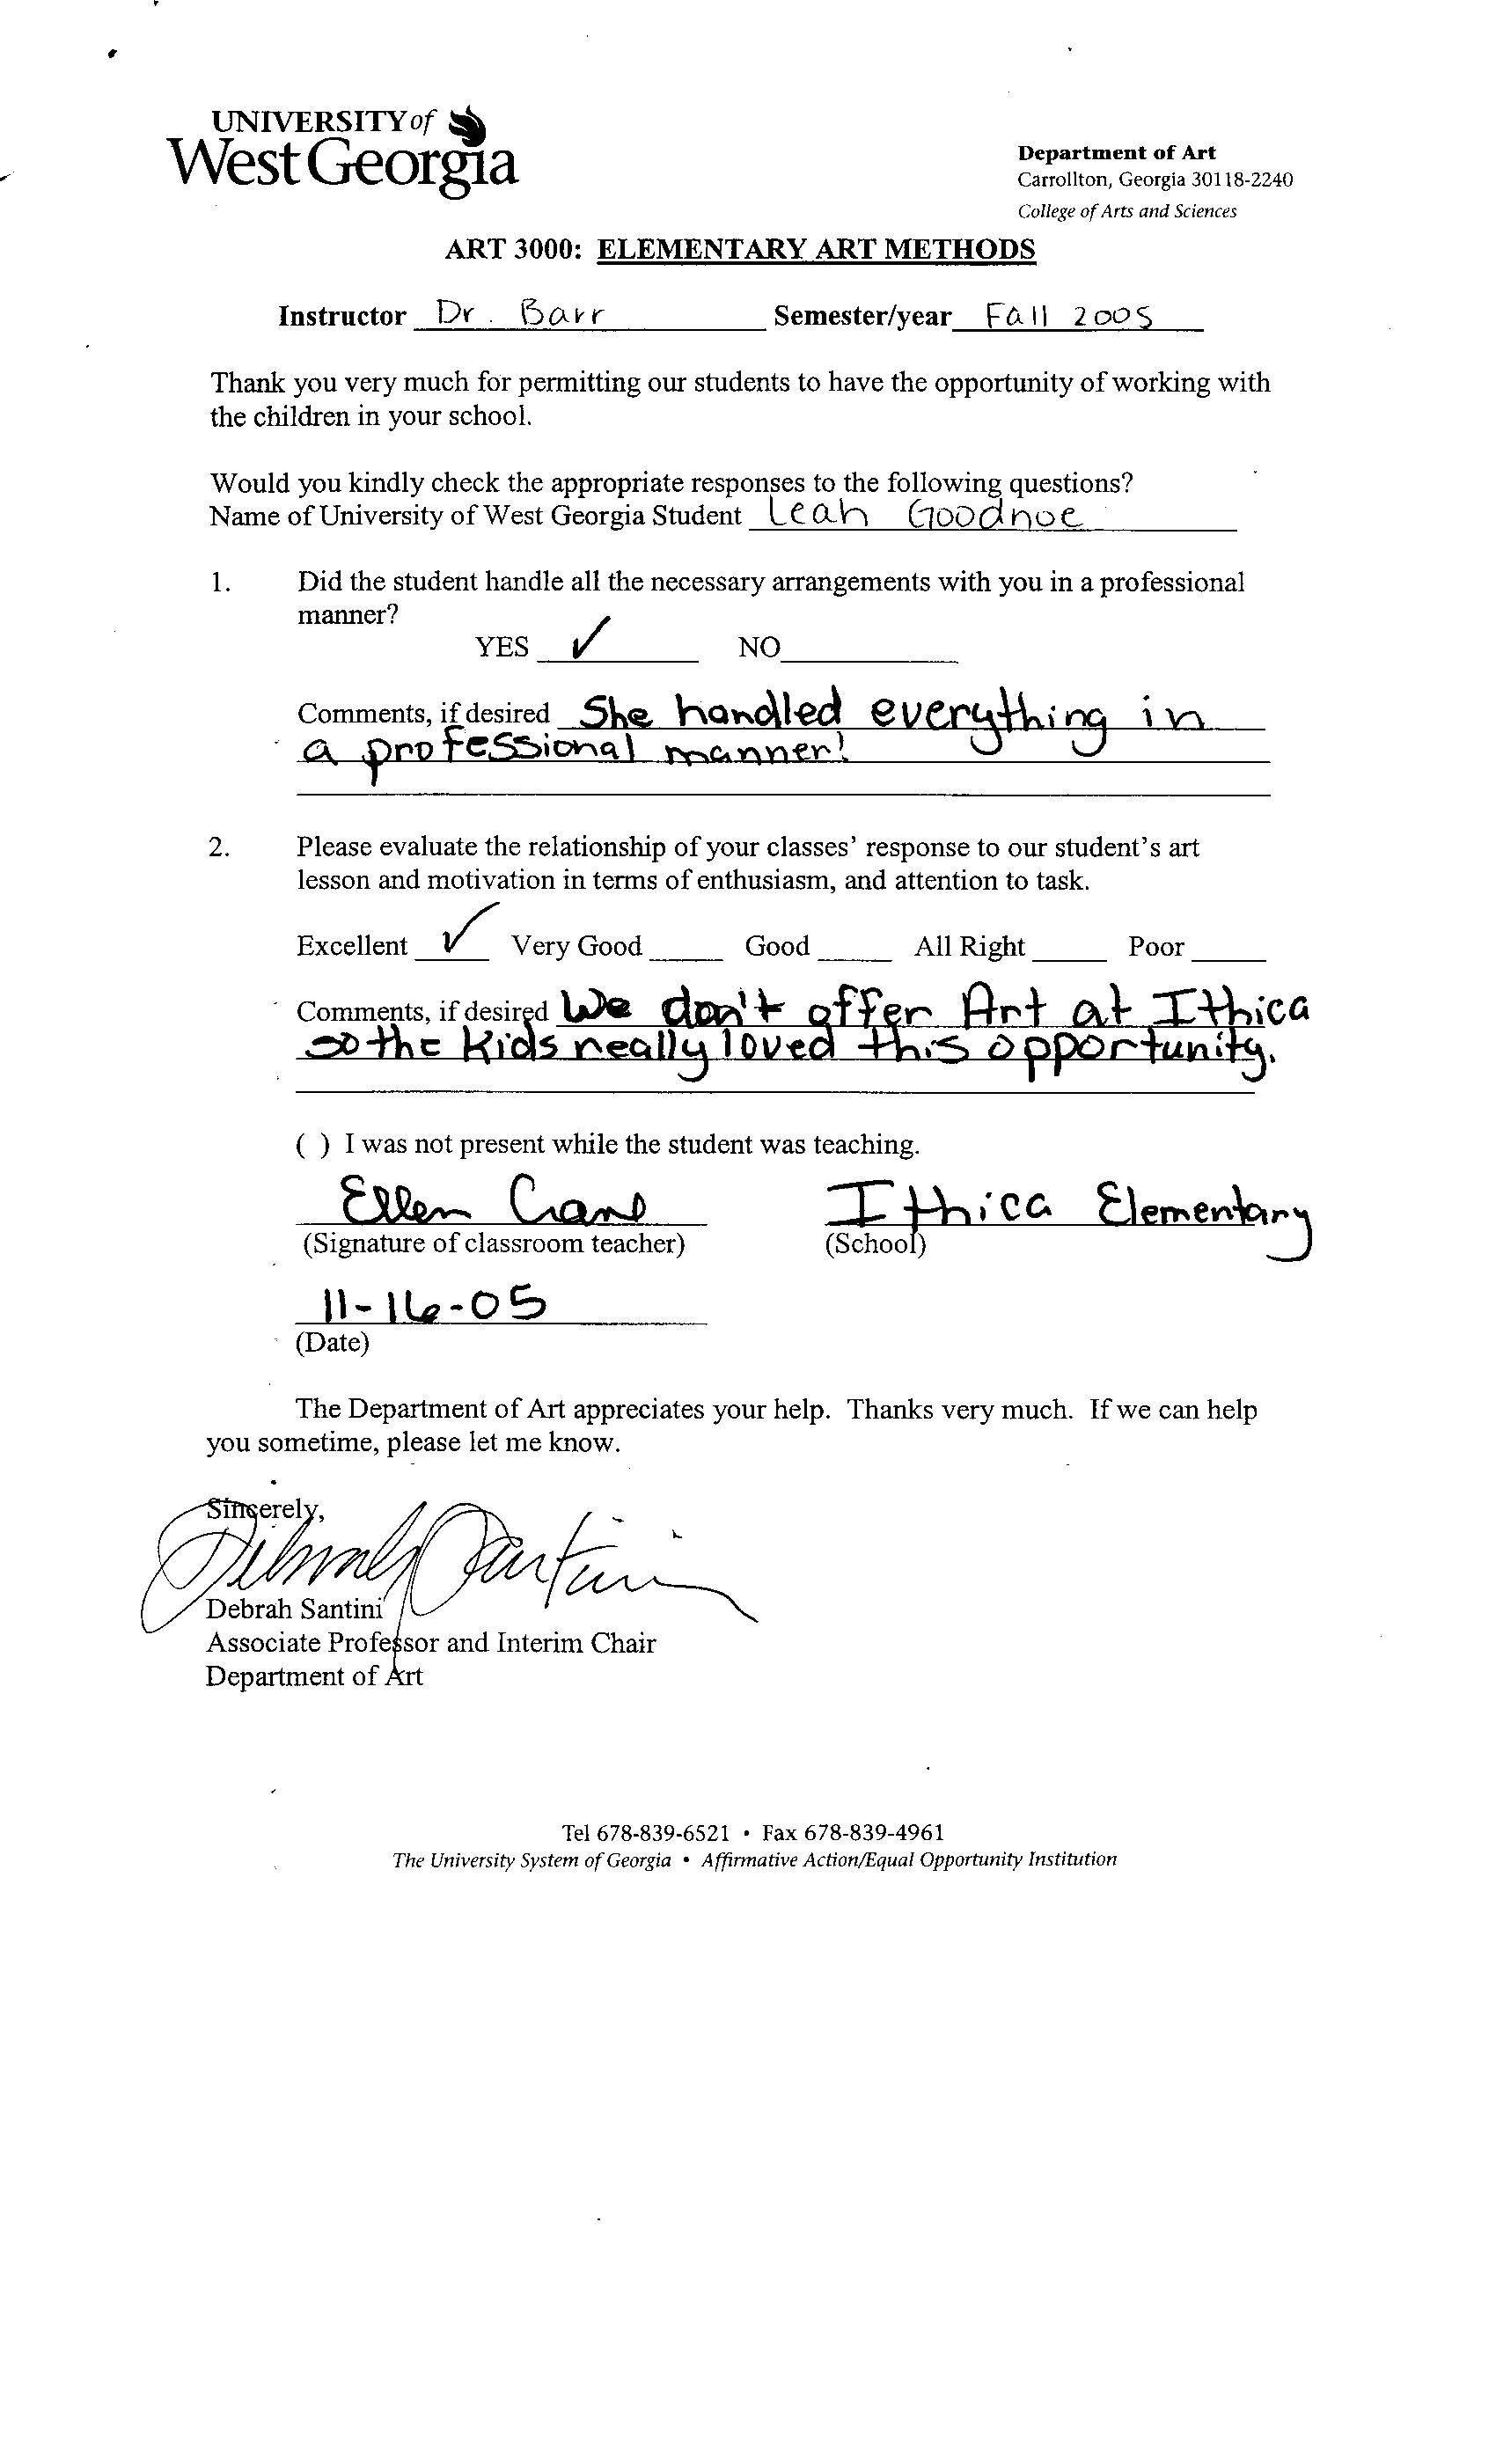 UNIVERSITY of
West Georgia
Department of Art
Carrollton, Georgia 30118-2240
College of Arts and Sciences
ART 3000: ELEMENTARY ART METHODS
Instructor Dr. Barr Semester/year Fall 2005
Thank you very much for permitting our students to have the opportunity of working with
the children in your school.
Would you kindly check the appropriate responses to the following questions?
Name of University of West Georgia Student Leah Goodnoe
1. Did the student handle all the necessary arrangements with you in a professional
manner?
YES ✓ NO
Comments, if desired She handled everything in
a professional manner!
2. Please evaluate the relationship of your classes' response to our student's art
lesson and motivation in terms of enthusiasm, and attention to task.
Excellent ✓ Very Good Good All Right Poor
Comments, if desired We don't offer Art at Ithica
so the kids really loved this opportunity.
( ) I was not present while the student was teaching.
Ellen Crane Ithica Elementary
(Signature of classroom teacher) (School)
11-16-05
(Date)
The Department of Art appreciates your help. Thanks very much. If we can help
you sometime, please let me know.
Sincerely,
Debrah Santini
Debrah Santini
Associate Professor and Interim Chair
Department of Art
Tel 678-839-6521 • Fax 678-839-4961
The University System of Georgia • Affirmative Action/Equal Opportunity Institution